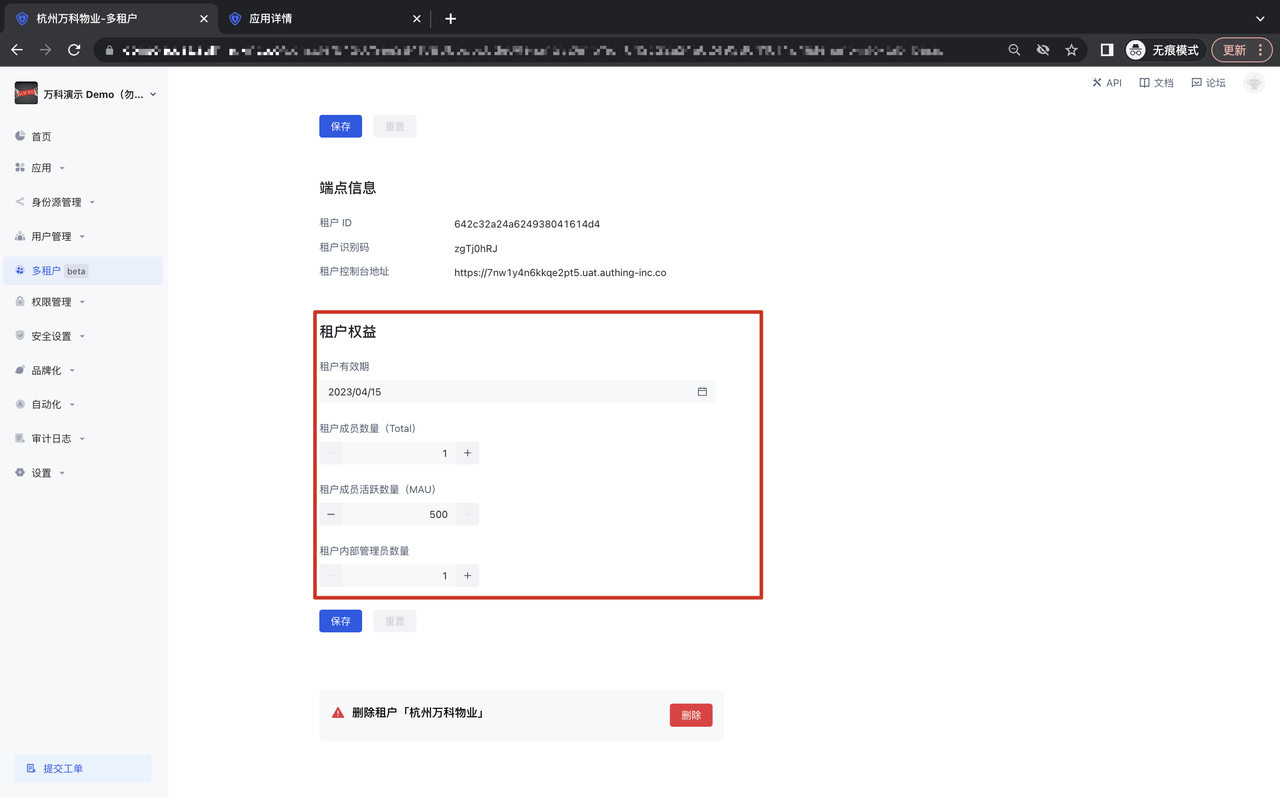 杭州万科物业-多租户
应用详情
无痕模式
更新
万科演示 Demo（勿...
API
文档
论坛
首页
应用
身份源管理
用户管理
多租户 beta
权限管理
安全设置
品牌化
自动化
审计日志
设置
提交工单
保存
重置
端点信息
租户 ID
642c32a24a624938041614d4
租户识别码
zgTj0hRJ
租户控制台地址
https://7nw1y4n6kkqe2pt5.uat.authing-inc.co
租户权益
租户有效期
2023/04/15
租户成员数量（Total）
1
租户成员活跃数量（MAU）
500
租户内部管理员数量
1
保存
重置
删除租户「杭州万科物业」
删除